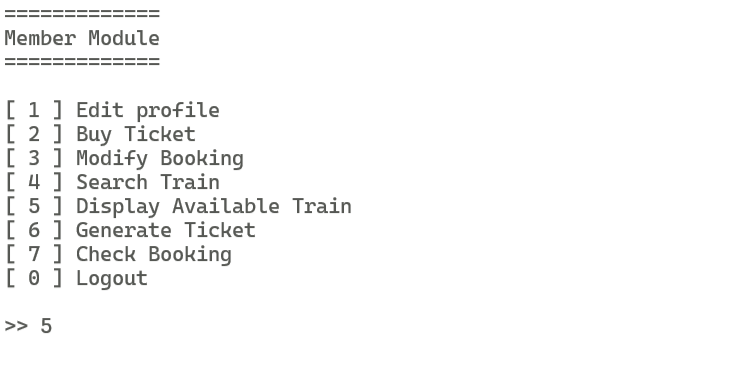 =============
Member Module
=============
[ 1 ] Edit profile
[ 2 ] Buy Ticket
[ 3 ] Modify Booking
[ 4 ] Search Train
[ 5 ] Display Available Train
[ 6 ] Generate Ticket
[ 7 ] Check Booking
[ 0 ] Logout
>> 5